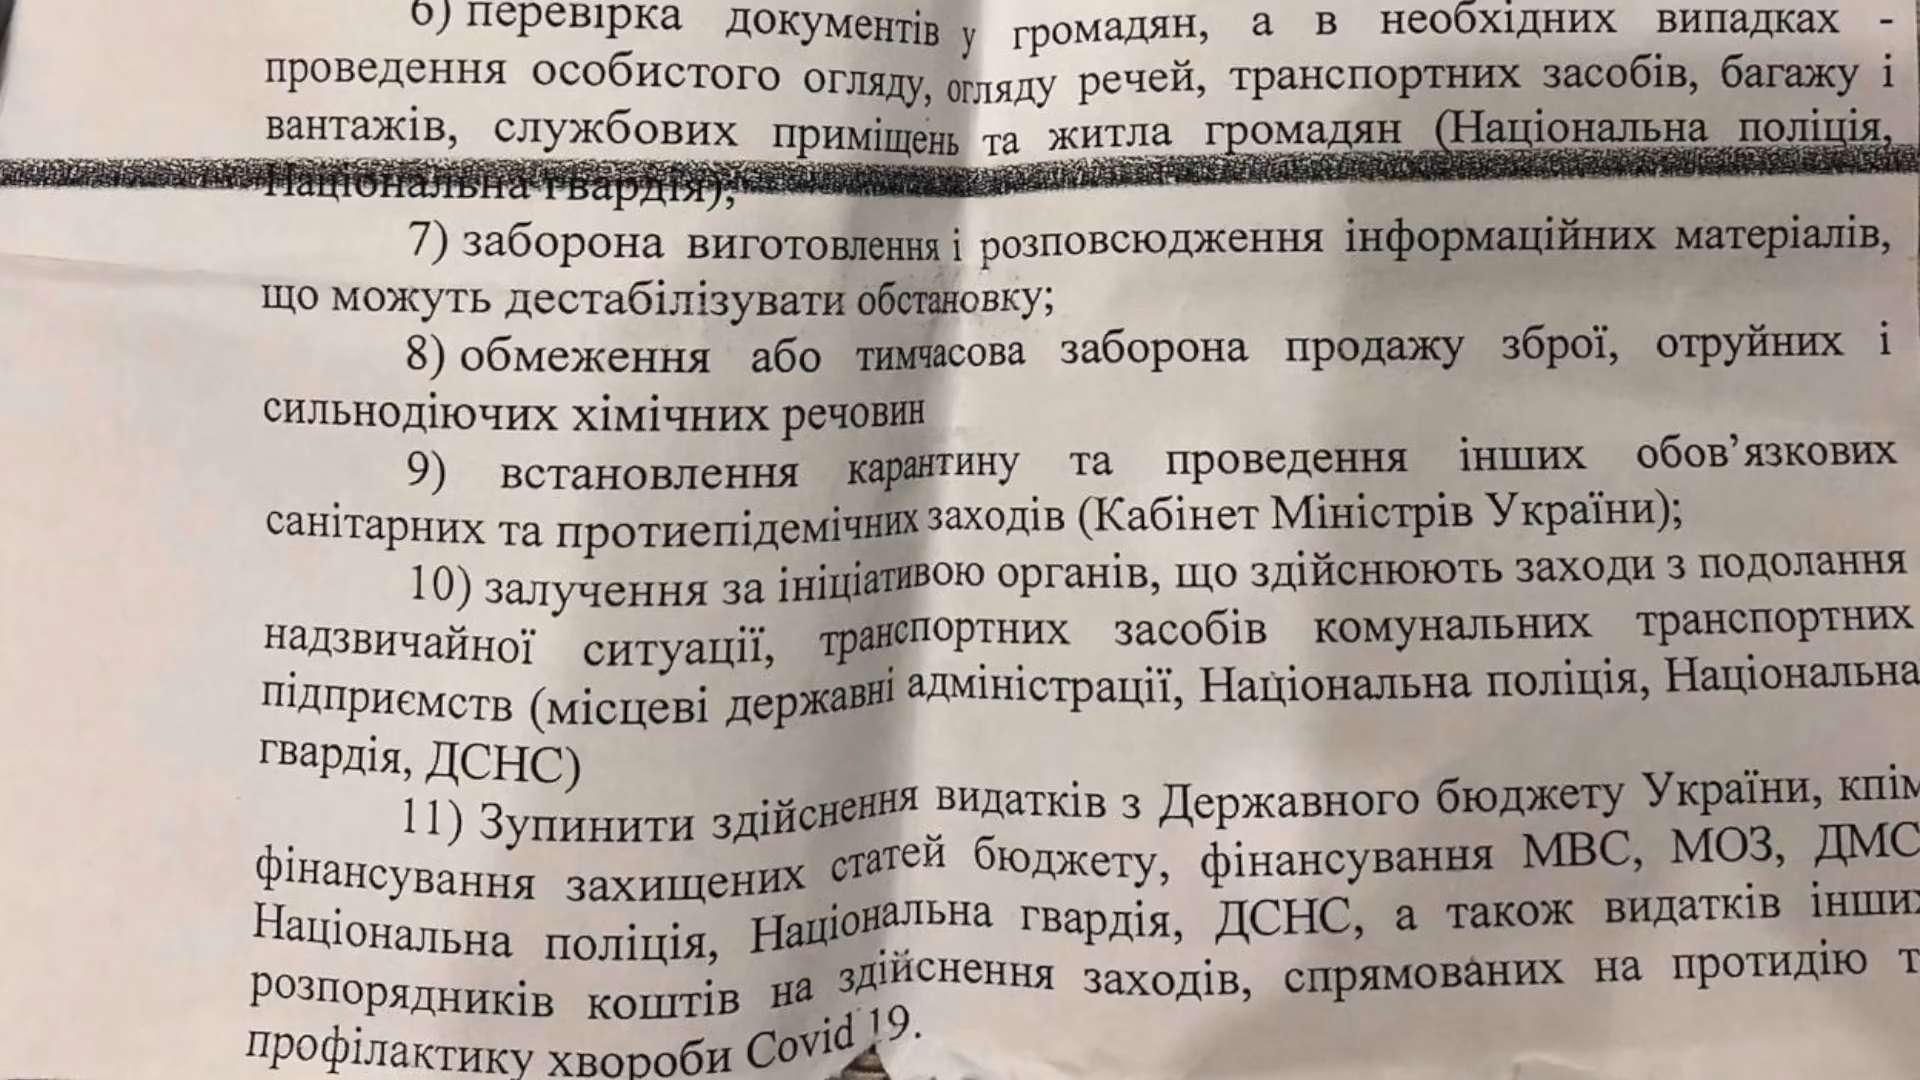 6) перевірка документів у громадян, а в необхідних випадках -
проведення особистого огляду, огляду речей, транспортних засобів, багажу і
вантажів, службових приміщень та житла громадян (Національна поліція,
Національна гвардія);
7) заборона виготовлення і розповсюдження інформаційних матеріалів,
що можуть дестабілізувати обстановку;
8) обмеження або тимчасова заборона продажу зброї, отруйних і
сильнодіючих хімічних речовин
9) встановлення карантину та проведення інших обов’язкових
санітарних та протиепідемічних заходів (Кабінет Міністрів України);
10) залучення за ініціативою органів, що здійснюють заходи з подолання
надзвичайної ситуації, транспортних засобів комунальних транспортних
підприємств (місцеві державні адміністрації, Національна поліція, Національна
гвардія, ДСНС)
11) Зупинити здійснення видатків з Державного бюджету України, кпім
фінансування захищених статей бюджету, фінансування МВС, МОЗ, ДМС
Національна поліція, Національна гвардія, ДСНС, а також видатків інших
розпорядників коштів на здійснення заходів, спрямованих на протидію т
профілактику хвороби Covid 19.